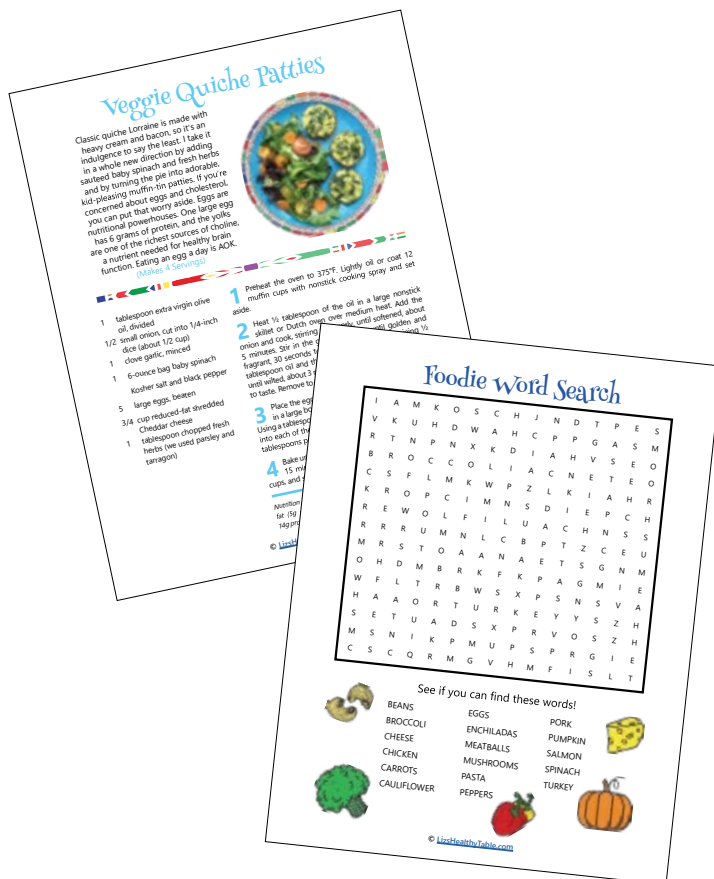 Veggie Quiche Patties
Classic quiche Lorraine is made with
heavy cream and bacon, so it's an
indulgence to say the least. I take it
in a whole new direction by adding
sauteed baby spinach and fresh herbs
and by turning the pie into adorable,
kid-pleasing muffin-tin patties. If you're
concerned about eggs and cholesterol,
you can put that worry aside. Eggs are
nutritional powerhouses. One large egg
has 6 grams of protein, and the yolks
are one of the richest sources of choline,
a nutrient needed for healthy brain
function. Eating an egg a day is AOK.
(Makes 4 Servings)
1 tablespoon extra virgin olive
oil, divided
1/2 small onion, cut into 1/4-inch
dice (about 1/2 cup)
1 clove garlic, minced
1 6-ounce bag baby spinach
Kosher salt and black pepper
5 large eggs, beaten
3/4 cup reduced-fat shredded
Cheddar cheese
1 tablespoon chopped fresh
herbs (we used parsley and
tarragon)
1 Preheat the oven to 375°F. Lightly oil or coat 12
muffin cups with nonstick cooking spray and set
aside.
2 Heat ½ tablespoon of the oil in a large nonstick
skillet or Dutch oven over medium heat. Add the
onion and cook, stirring until softened, about
5 minutes. Stir in the golden and
fragrant, 30 seconds ½
tablespoon oil and
until wilted, about 3
to taste. Remove to
3 Place the
in a large
Using a
into each of
tablespoons
4 Bake
15
cups, and
Nutrition
fat (5g
14g
©
Foodie Word Search
I A M K O S C H J N D T P E S
V K U H D W A H C P P G A S M
R T N P N X K D I A H V S E O
B R O C C O L I A C N E T E O
C S F L M K W P Z L K I A H R
K R O P C I M N S D I E P C H
R E W O L F I L U A C H N S S
R R R U M N L C B P T Z C E U
M R S T O A A N A E T S G N M
O H D M B R K F K P A G M I E
W F L T R B W S X P S N S V A
H A A O R T U R K E Y Y S Z H
S E T U A D S X P R V O S Z H
M S N I K P M U P S P R G I E
C S C Q R M G V H M F I S L T
See if you can find these words!
BEANS
BROCCOLI
CHEESE
CHICKEN
CARROTS
CAULIFLOWER
EGGS
ENCHILADAS
MEATBALLS
MUSHROOMS
PASTA
PEPPERS
PORK
PUMPKIN
SALMON
SPINACH
TURKEY
© LizsHealthyTable.com